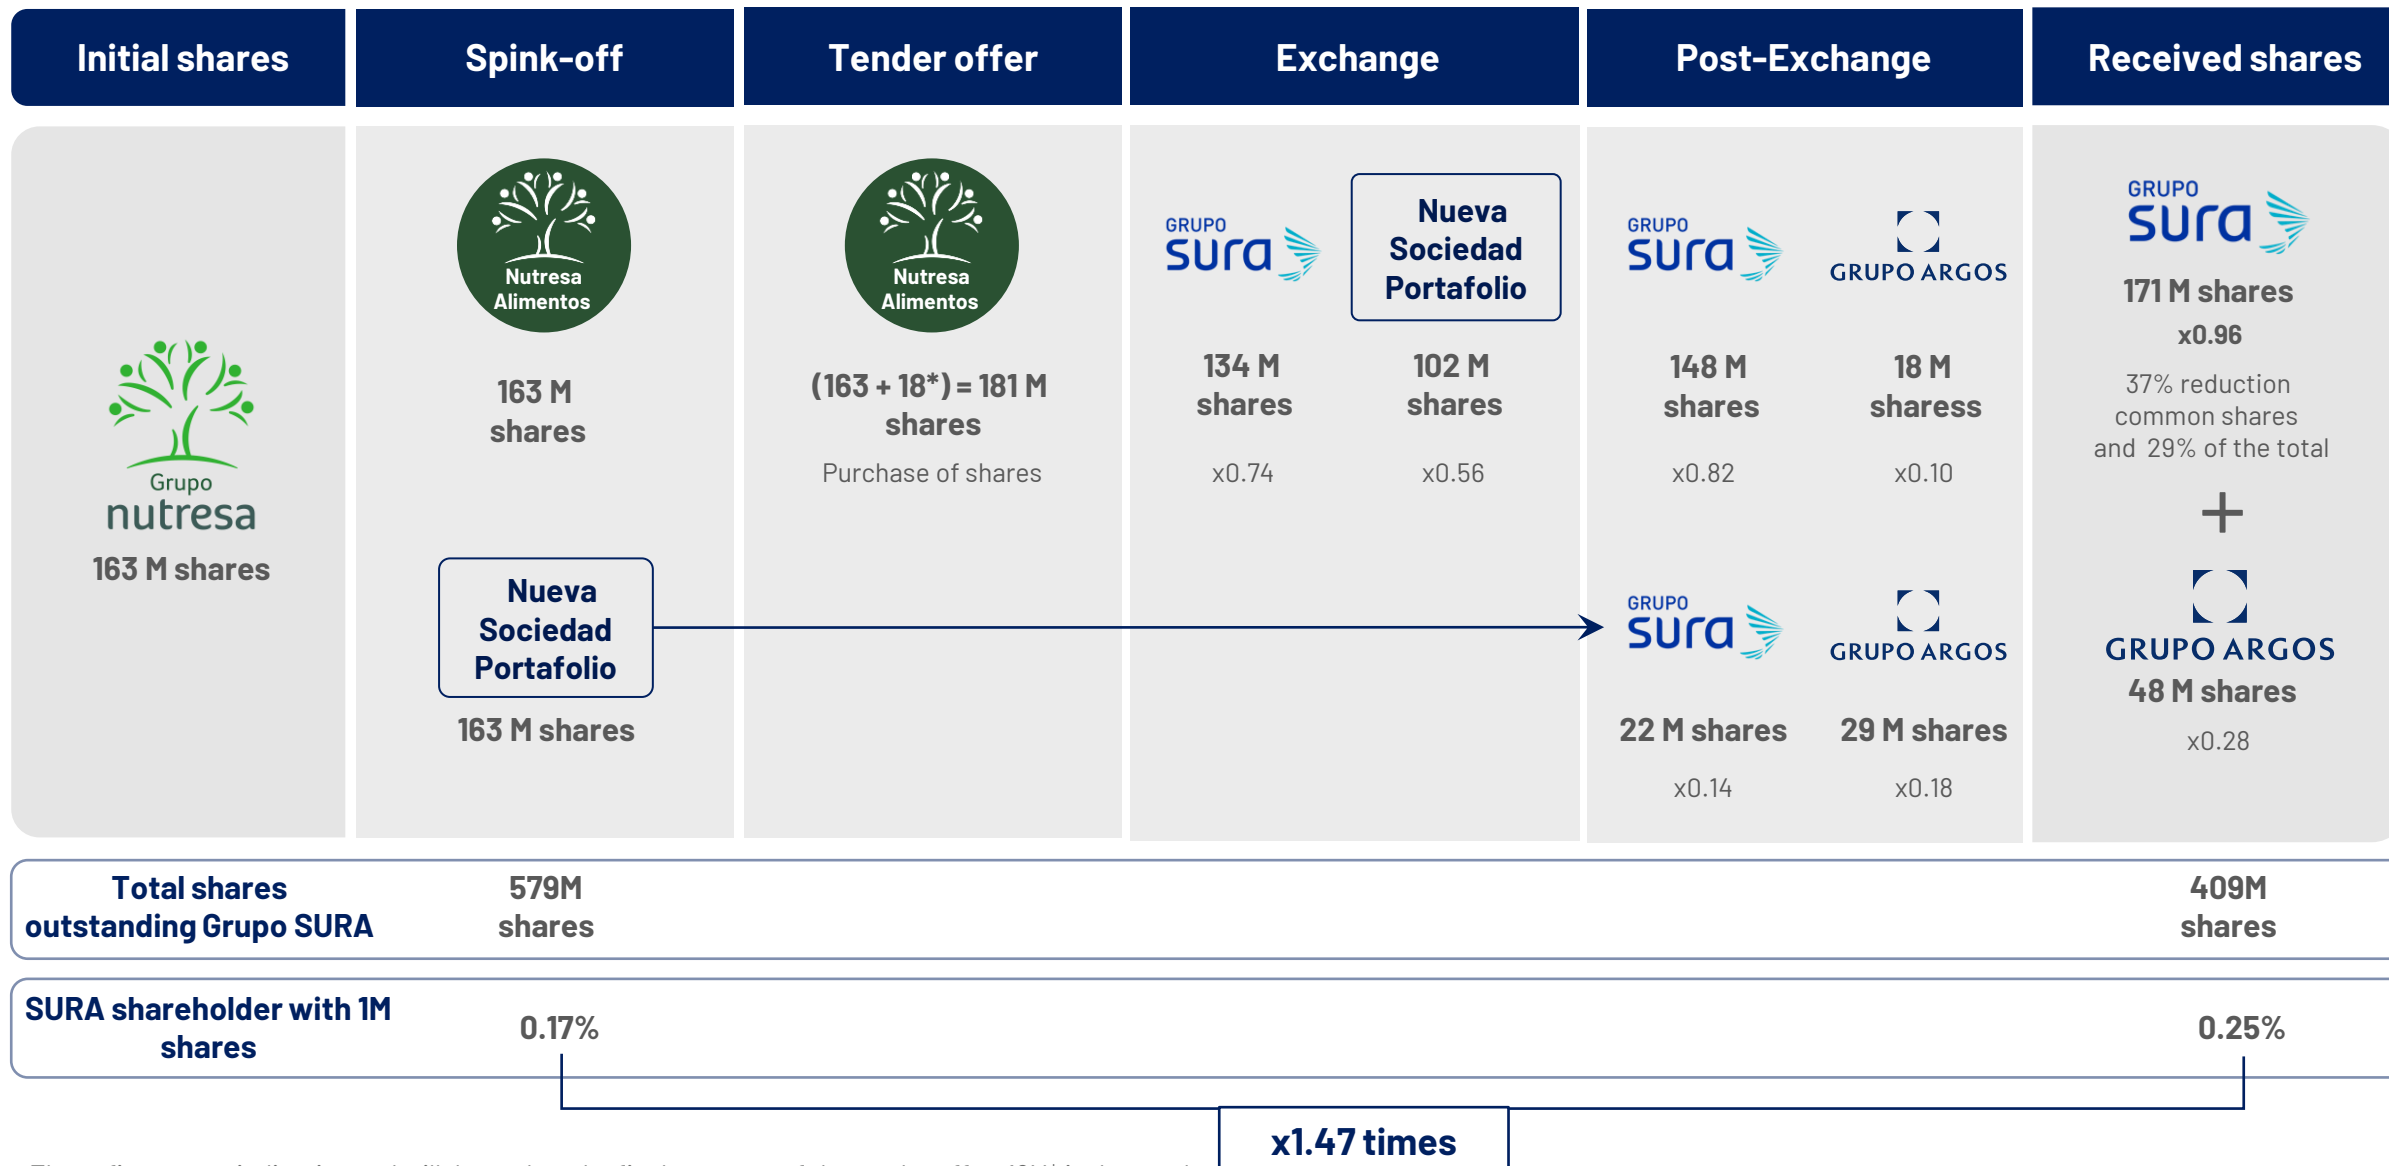 Initial shares
Spink-off
Tender offer
Exchange
Post-Exchange
Received shares
Grupo
nutresa
163 M shares
Nutresa
Alimentos
163 M
shares
Nueva
Sociedad
Portafolio
163 M shares
Nutresa
Alimentos
(163 + 18*) = 181 M
shares
Purchase of shares
GRUPO
sura
134 M
shares
x0.74
Nueva
Sociedad
Portafolio
102 M
shares
x0.56
GRUPO
sura
148 M
shares
x0.82
GRUPO ARGOS
18 M
sharess
x0.10
GRUPO
sura
22 M shares
x0.14
GRUPO ARGOS
29 M shares
x0.18
GRUPO
sura
171 M shares
x0.96
37% reduction
common shares
and 29% of the total
+
GRUPO ARGOS
48 M shares
x0.28
Total shares
outstanding Grupo SURA
579M
shares
409M
shares
SURA shareholder with 1M
shares
0.17%
0.25%
x1.47 times